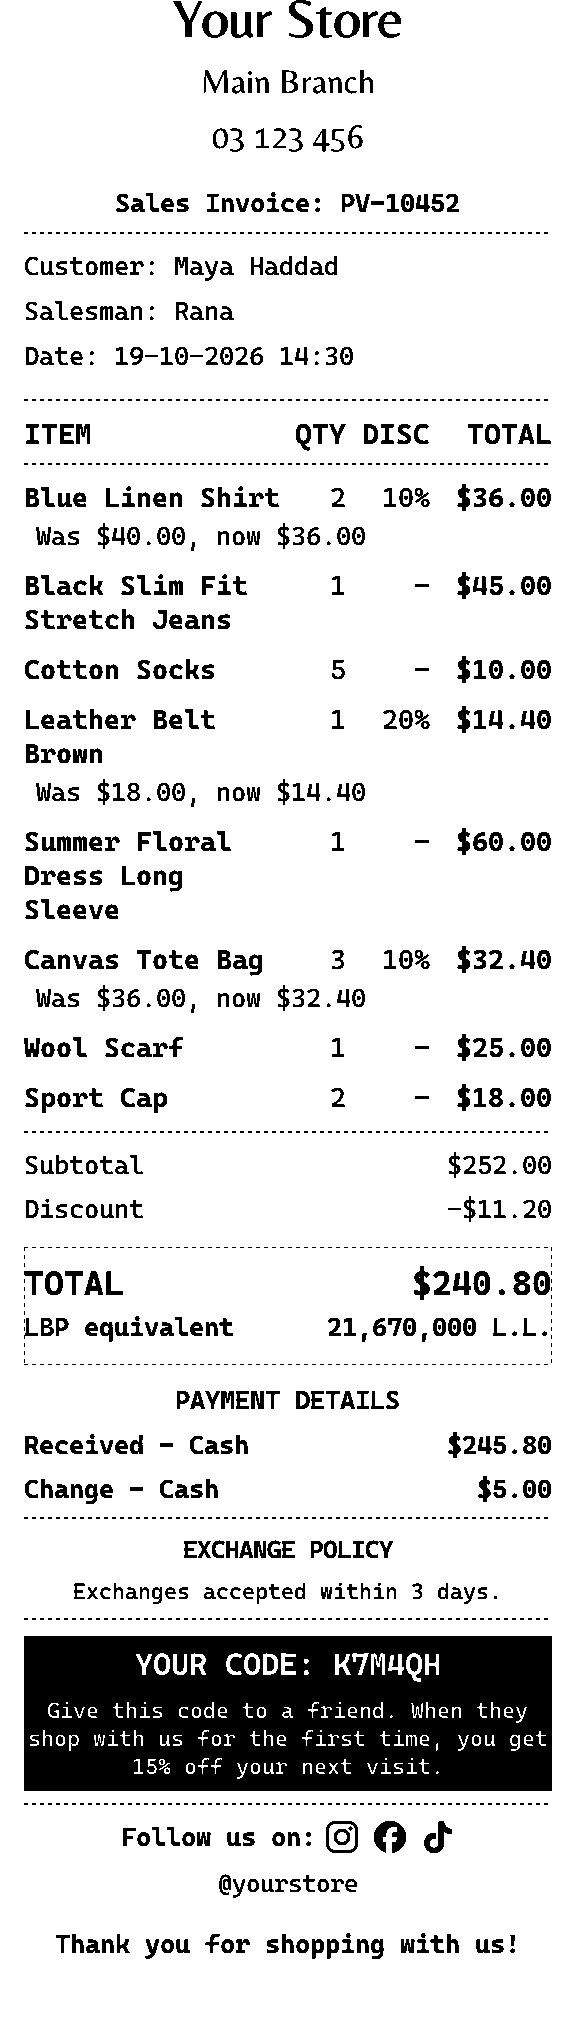 Your Store
Main Branch
03 123 456
Sales Invoice: PV-10452
Customer: Maya Haddad
Salesman: Rana
Date: 19-10-2026 14:30
ITEM QTY DISC TOTAL
Blue Linen Shirt 2 10% $36.00
Was $40.00, now $36.00
Black Slim Fit 1 - $45.00
Stretch Jeans
Cotton Socks 5 - $10.00
Leather Belt 1 20% $14.40
Brown
Was $18.00, now $14.40
Summer Floral 1 - $60.00
Dress Long
Sleeve
Canvas Tote Bag 3 10% $32.40
Was $36.00, now $32.40
Wool Scarf 1 - $25.00
Sport Cap 2 - $18.00
Subtotal $252.00
Discount -$11.20
TOTAL $240.80
LBP equivalent 21,670,000 L.L.
PAYMENT DETAILS
Received - Cash $245.80
Change - Cash $5.00
EXCHANGE POLICY
Exchanges accepted within 3 days.
YOUR CODE: K7M4QH
Give this code to a friend. When they
shop with us for the first time, you get
15% off your next visit.
Follow us on:
@yourstore
Thank you for shopping with us!